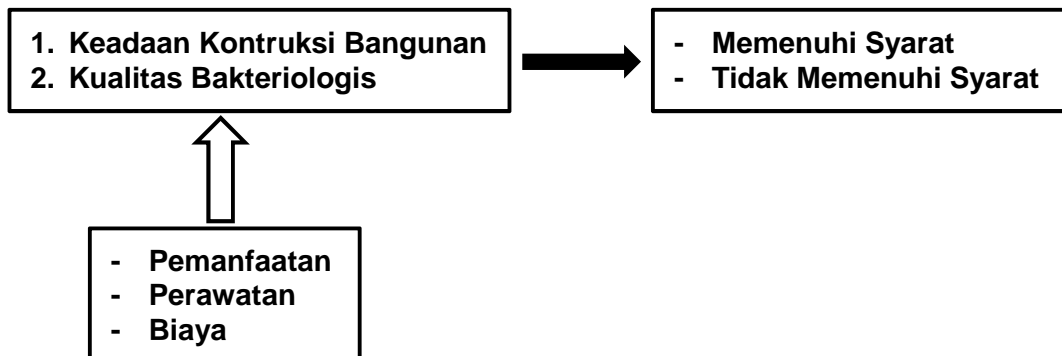 1. Keadaan Kontruksi Bangunan
2. Kualitas Bakteriologis
- Memenuhi Syarat
- Tidak Memenuhi Syarat
- Pemanfaatan
- Perawatan
- Biaya